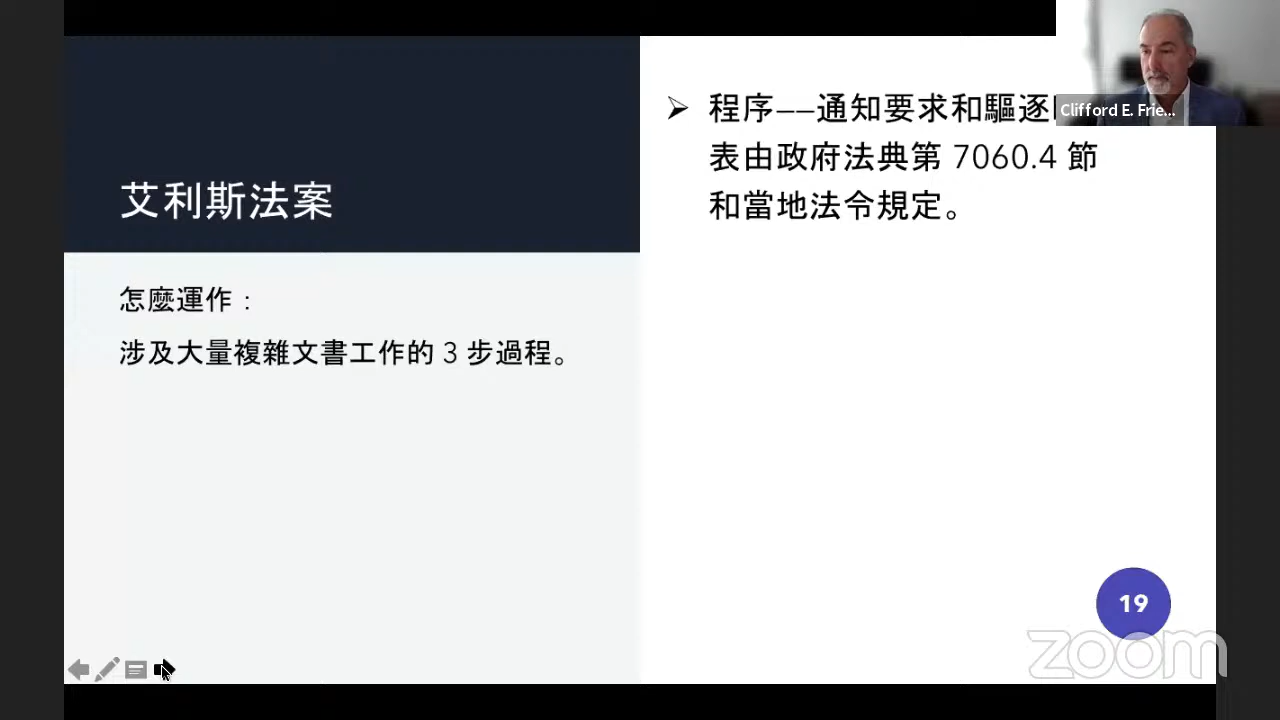 艾利斯法案
怎麼運作：
涉及大量複雜文書工作的 3 步過程。
➢ 程序––通知要求和驅逐
表由政府法典第 7060.4 節
和當地法令規定。
Clifford E. Frie...
19
zoom